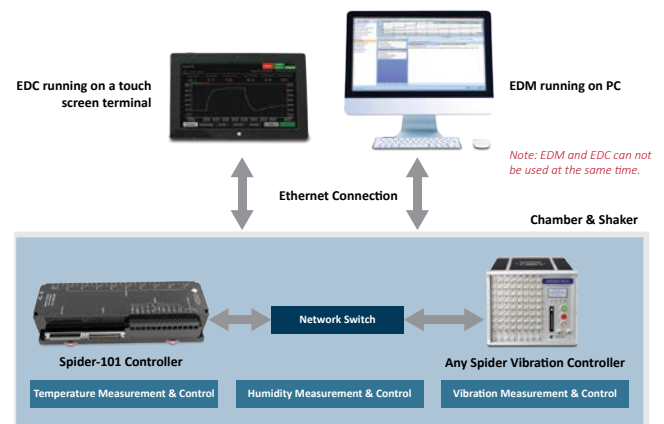 EDC running on a touch
screen terminal
EDM running on PC
Note: EDM and EDC can not
be used at the same time.
Ethernet Connection
Chamber & Shaker
Network Switch
Spider-101 Controller
Any Spider Vibration Controller
Temperature Measurement & Control
Humidity Measurement & Control
Vibration Measurement & Control